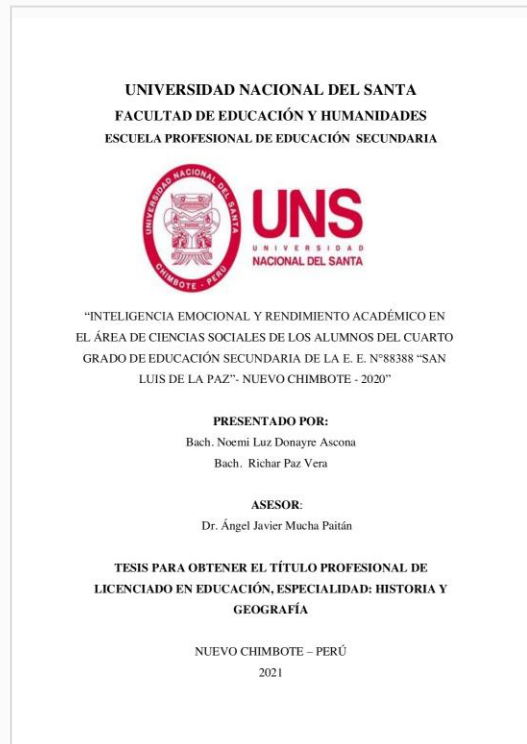 UNIVERSIDAD NACIONAL DEL SANTA
FACULTAD DE EDUCACIÓN Y HUMANIDADES
ESCUELA PROFESIONAL DE EDUCACIÓN SECUNDARIA
UNIVERSIDAD NACIONAL DEL SANTA
CHIMBOTE - PERÚ
UNS
UNIVERSIDAD
NACIONAL DEL SANTA
“INTELIGENCIA EMOCIONAL Y RENDIMIENTO ACADÉMICO EN
EL ÁREA DE CIENCIAS SOCIALES DE LOS ALUMNOS DEL CUARTO
GRADO DE EDUCACIÓN SECUNDARIA DE LA E. E. N°88388 “SAN
LUIS DE LA PAZ”- NUEVO CHIMBOTE - 2020”
PRESENTADO POR:
Bach. Noemi Luz Donayre Ascona
Bach. Richar Paz Vera
ASESOR:
Dr. Ángel Javier Mucha Paitán
TESIS PARA OBTENER EL TÍTULO PROFESIONAL DE
LICENCIADO EN EDUCACIÓN, ESPECIALIDAD: HISTORIA Y
GEOGRAFÍA
NUEVO CHIMBOTE – PERÚ
2021